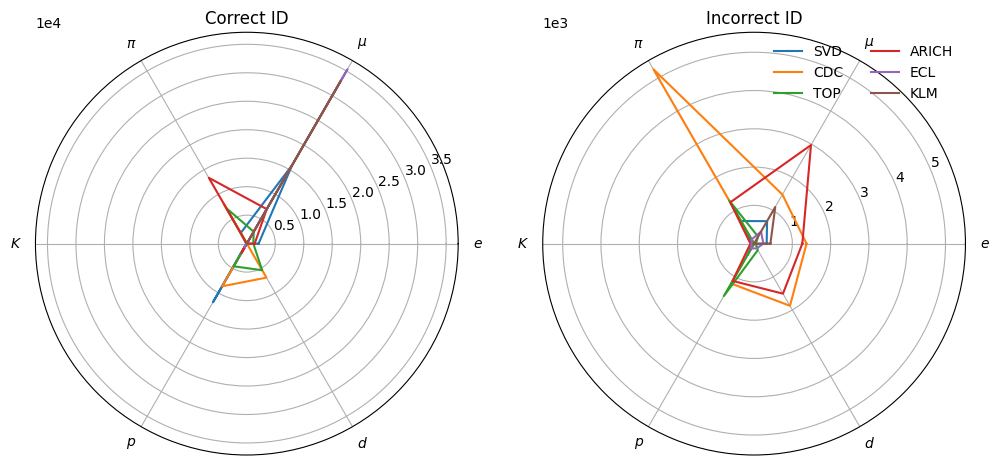 Correct ID
1e4
e
μ
π
K
p
d
0.5
1.0
1.5
2.0
2.5
3.0
3.5
Incorrect ID
1e3
e
μ
π
K
p
d
1
2
3
4
5
SVD
CDC
TOP
ARICH
ECL
KLM